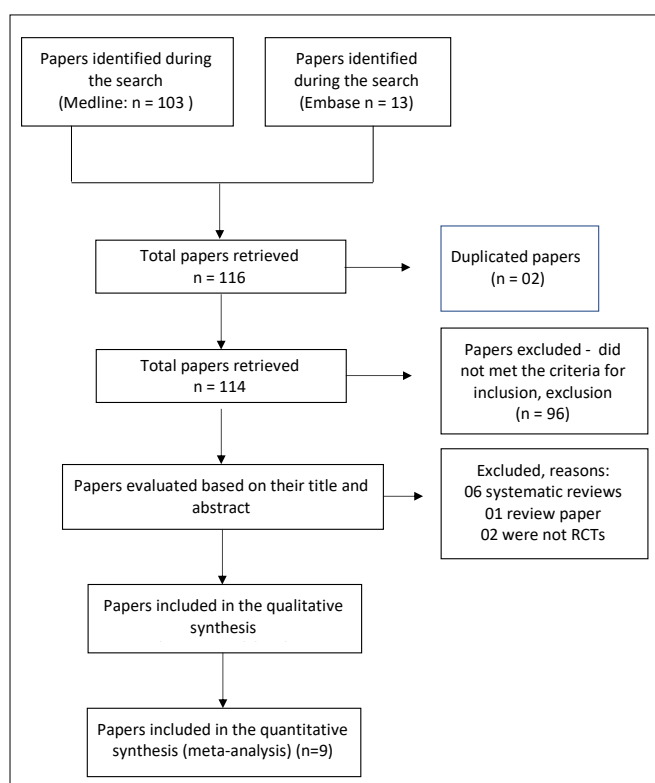 Papers identified during
the search
(Medline: n = 103 )
Papers identified
during the search
(Embase n = 13)
Total papers retrieved
n = 116
Duplicated papers
(n = 02)
Total papers retrieved
n = 114
Papers excluded - did
not met the criteria for
inclusion, exclusion
(n = 96)
Papers evaluated based on their title and
abstract
Excluded, reasons:
06 systematic reviews
01 review paper
02 were not RCTs
Papers included in the qualitative
synthesis
Papers included in the quantitative
synthesis (meta-analysis) (n=9)